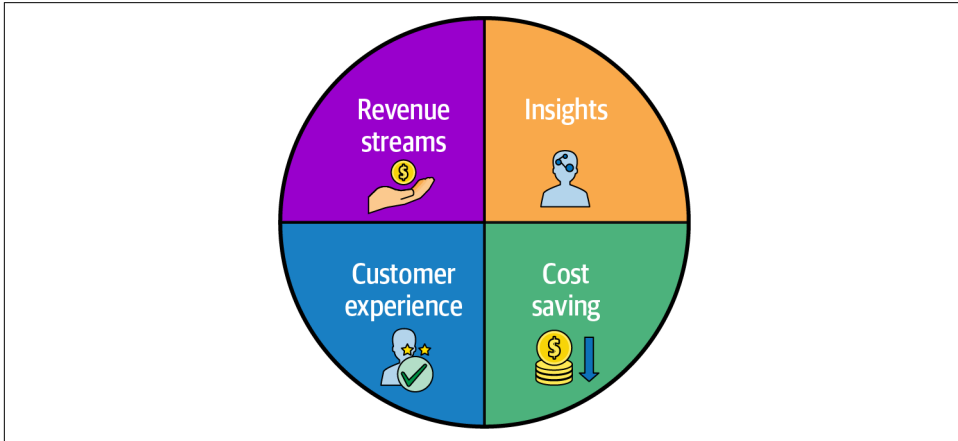 Revenue
streams
$
Insights
Customer
experience
Cost
saving
$